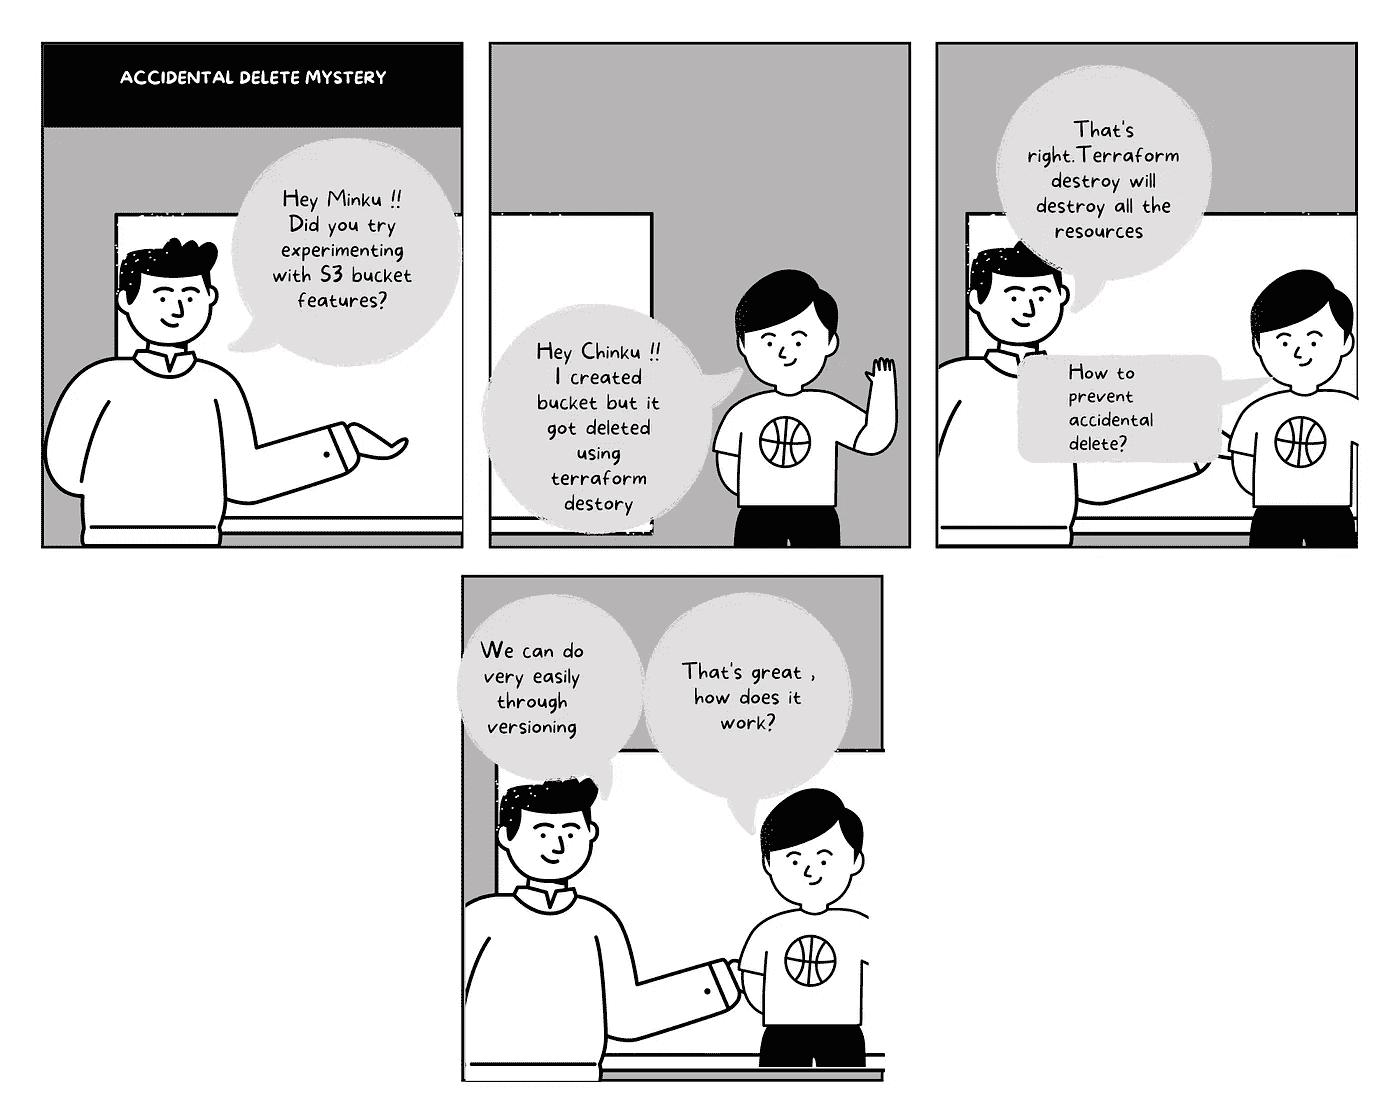 ACCIDENTAL DELETE MYSTERY
Hey Minku !!
Did you try
experimenting
with S3 bucket
features?
Hey Chinku !!
I created
bucket but it
got deleted
using
terraform
destory
That's
right.Terraform
destroy will
destroy all the
resources
How to
prevent
accidental
delete?
We can do
very easily
through
versioning
That's great ,
how does it
work?